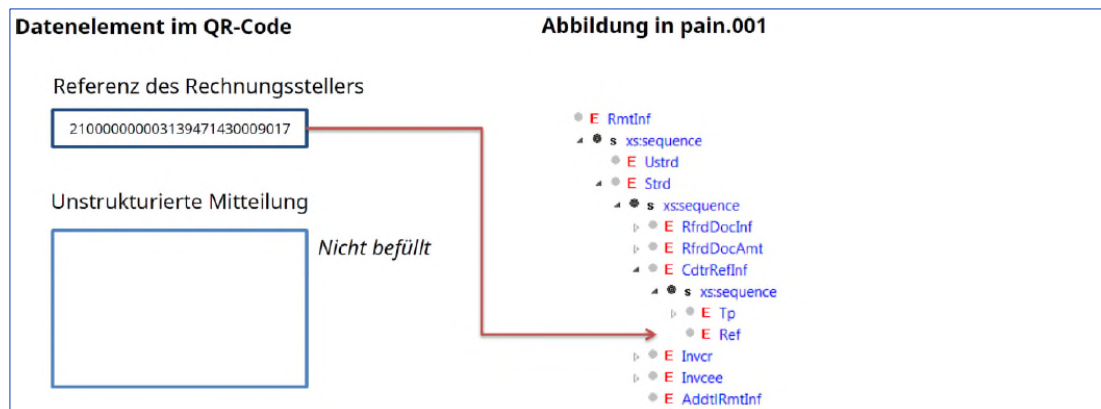 Datenelement im QR-Code
Abbildung in pain.001
Referenz des Rechnungsstellers
210000000003139471430009017
Unstrukturierte Mitteilung
Nicht befüllt
E RmtInf
s xs:sequence
E Ustrd
E Strd
s xs:sequence
E RfrdDocInf
E RfrdDocAmt
E CdtrRefInf
s xs:sequence
E Tp
E Ref
E Invcr
E Invcee
E AddtlRmtInf